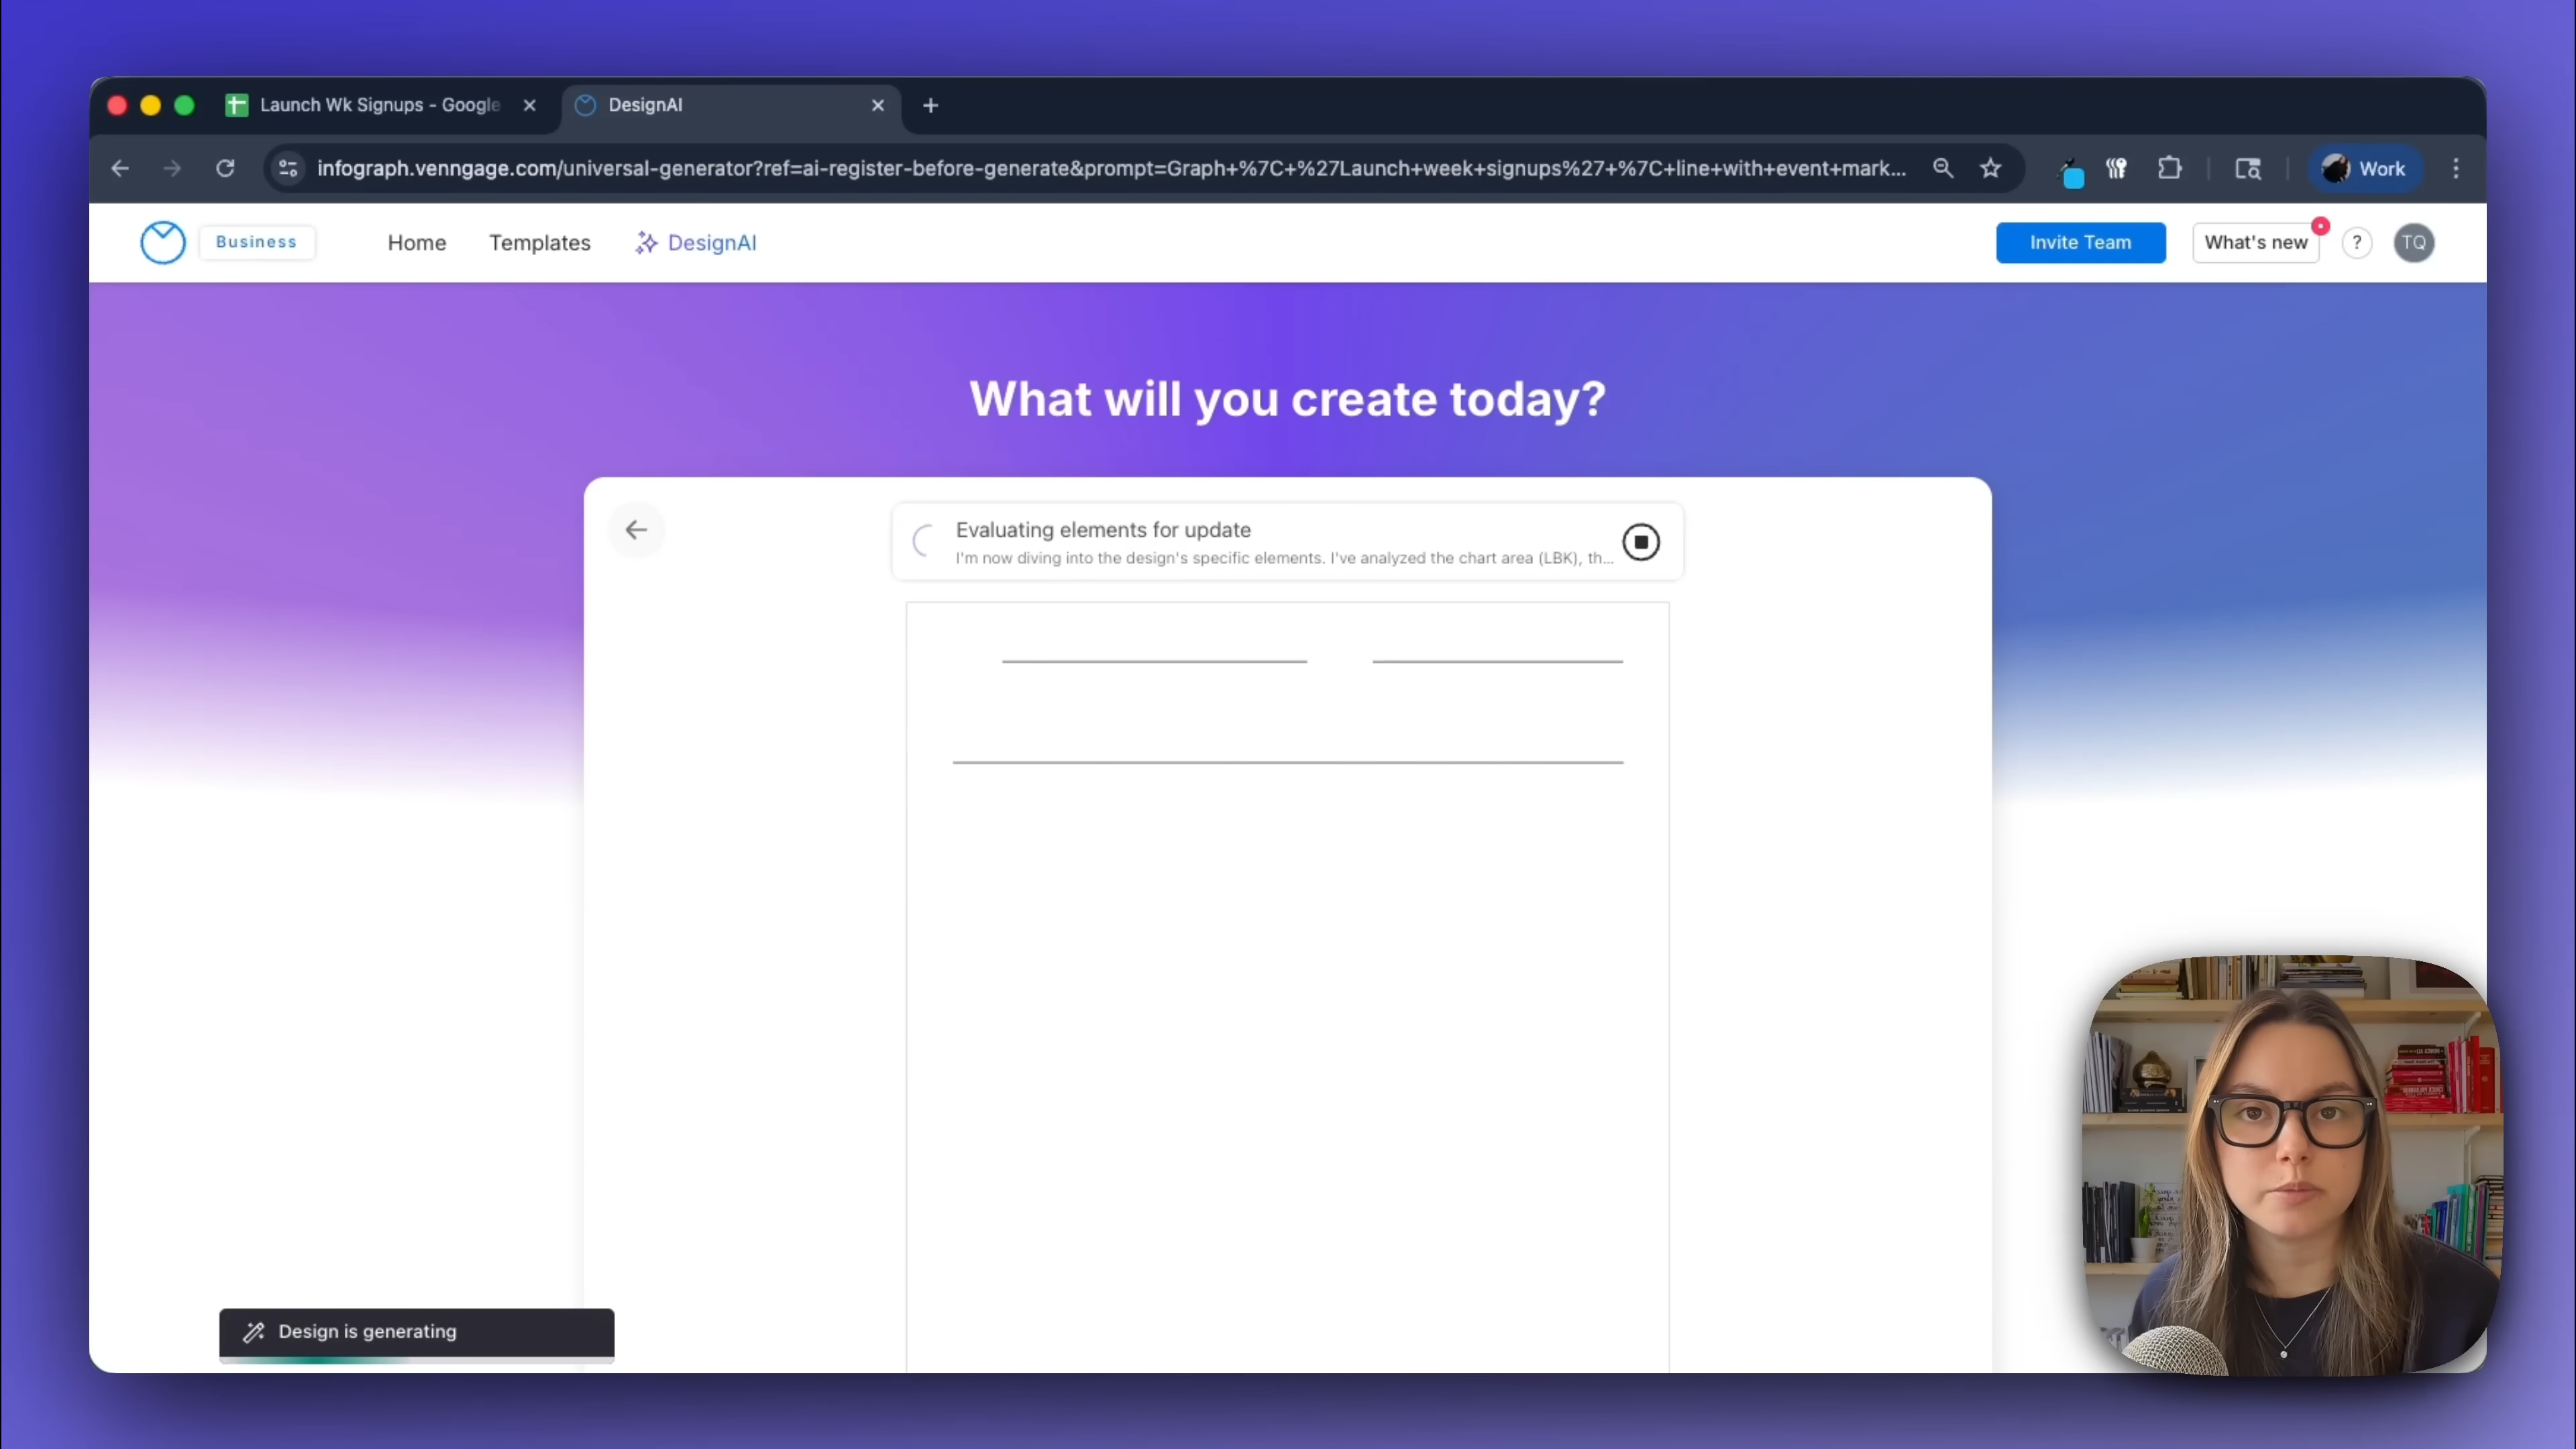 Launch Wk Signups - Google
DesignAI
infograph.venngage.com/universal-generator?ref=ai-register-before-generate&prompt=Graph+%7C+%27Launch+week+signups%27+%7C+line+with+event+mark...
Work
Business
Home
Templates
DesignAI
Invite Team
What's new
?
TQ
What will you create today?
Evaluating elements for update
I'm now diving into the design's specific elements. I've analyzed the chart area (LBK), th...
Design is generating